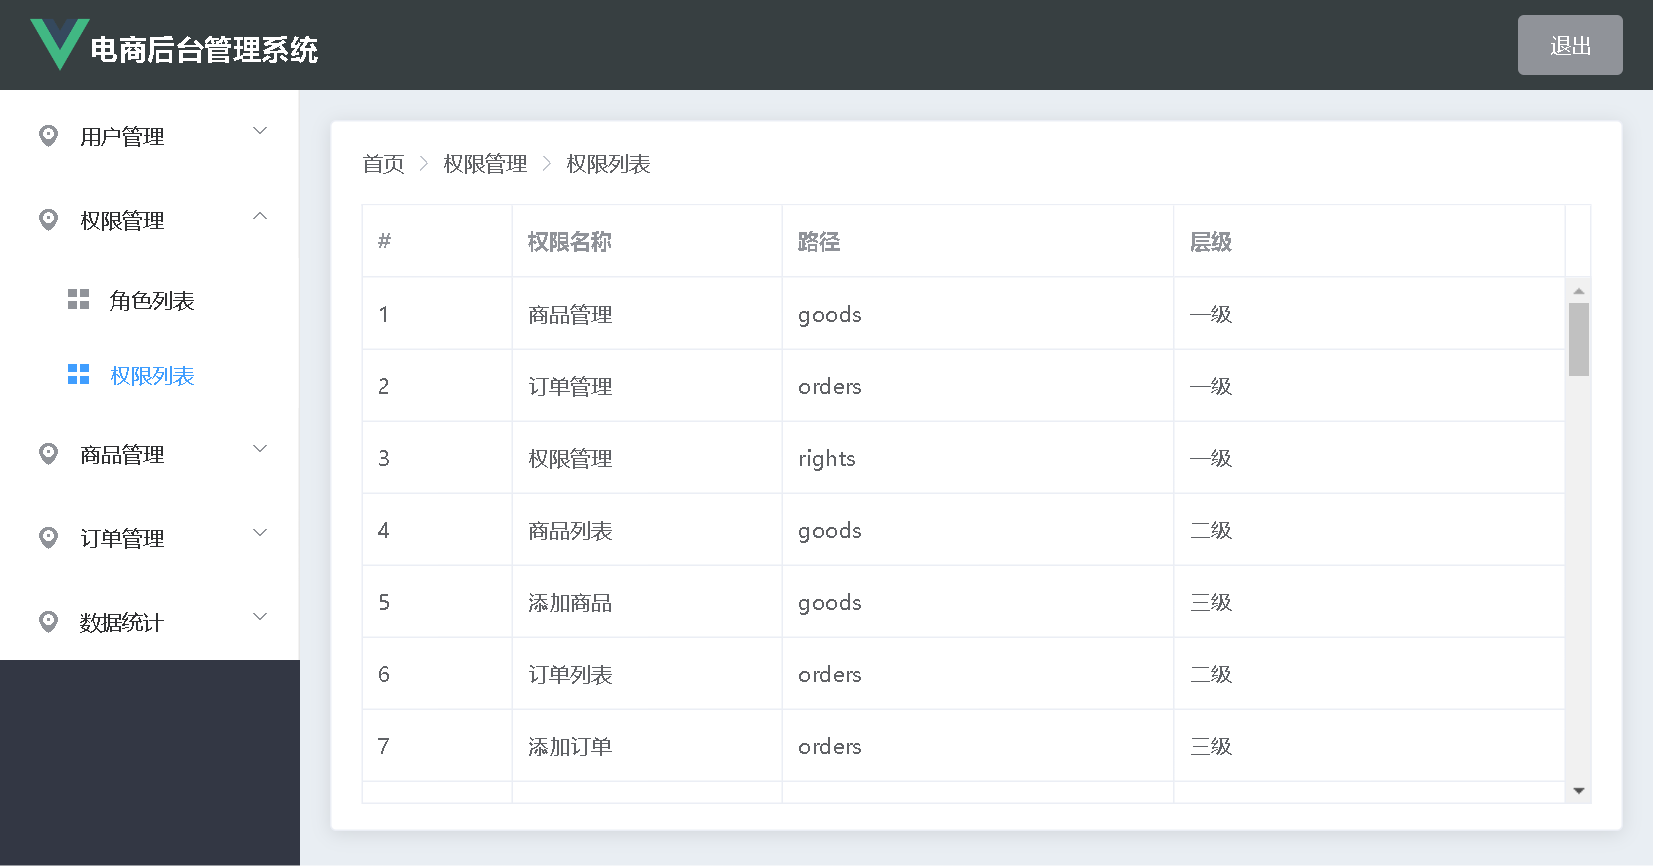 电商后台管理系统
退出
用户管理
权限管理
角色列表
权限列表
商品管理
订单管理
数据统计
首页 权限管理 权限列表
# 权限名称 路径 层级
1 商品管理 goods 一级
2 订单管理 orders 一级
3 权限管理 rights 一级
4 商品列表 goods 二级
5 添加商品 goods 三级
6 订单列表 orders 二级
7 添加订单 orders 三级